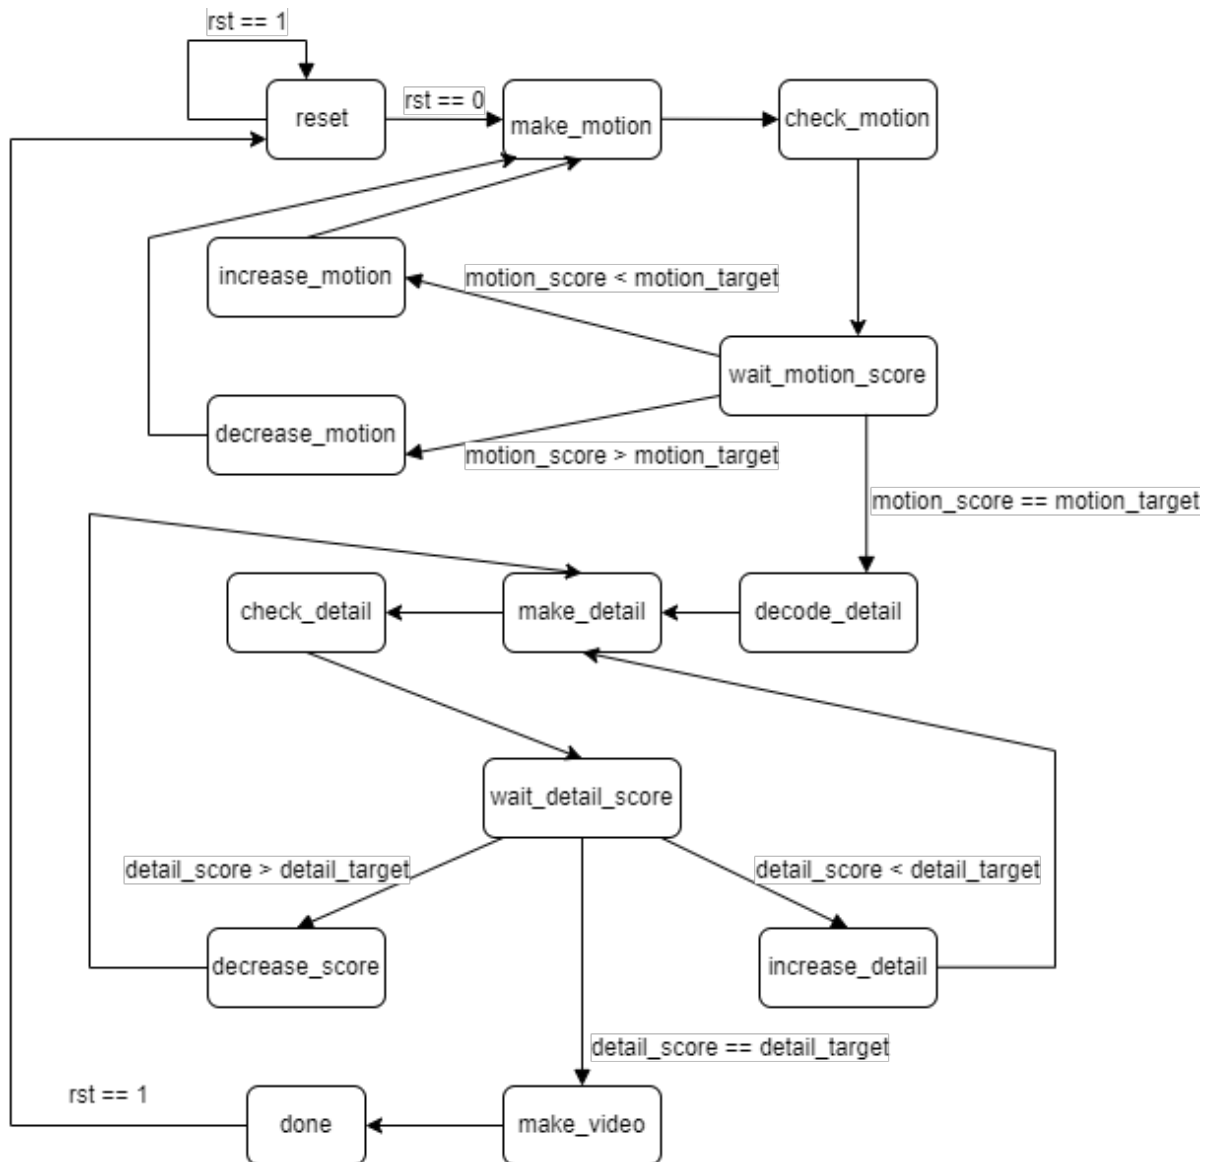 rst == 1
reset
rst == 0
make_motion
check_motion
increase_motion
motion_score < motion_target
wait_motion_score
decrease_motion
motion_score > motion_target
motion_score == motion_target
check_detail
make_detail
decode_detail
wait_detail_score
detail_score > detail_target
detail_score < detail_target
decrease_score
increase_detail
detail_score == detail_target
rst == 1
done
make_video